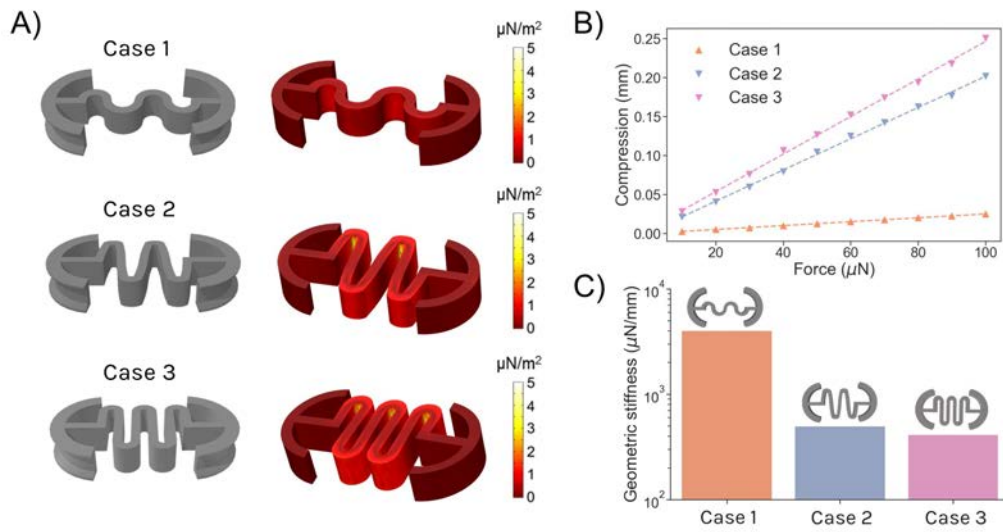 A)
Case 1
µN/m²
5
4
3
2
1
0
Case 2
µN/m²
5
4
3
2
1
0
Case 3
µN/m²
5
4
3
2
1
0
B)
Compression (mm)
0.25
0.20
0.15
0.10
0.05
0.00
Case 1
Case 2
Case 3
20 40 60 80 100
Force (µN)
C)
Geometric stiffness (µN/mm)
10⁴
10³
10²
Case 1 Case 2 Case 3